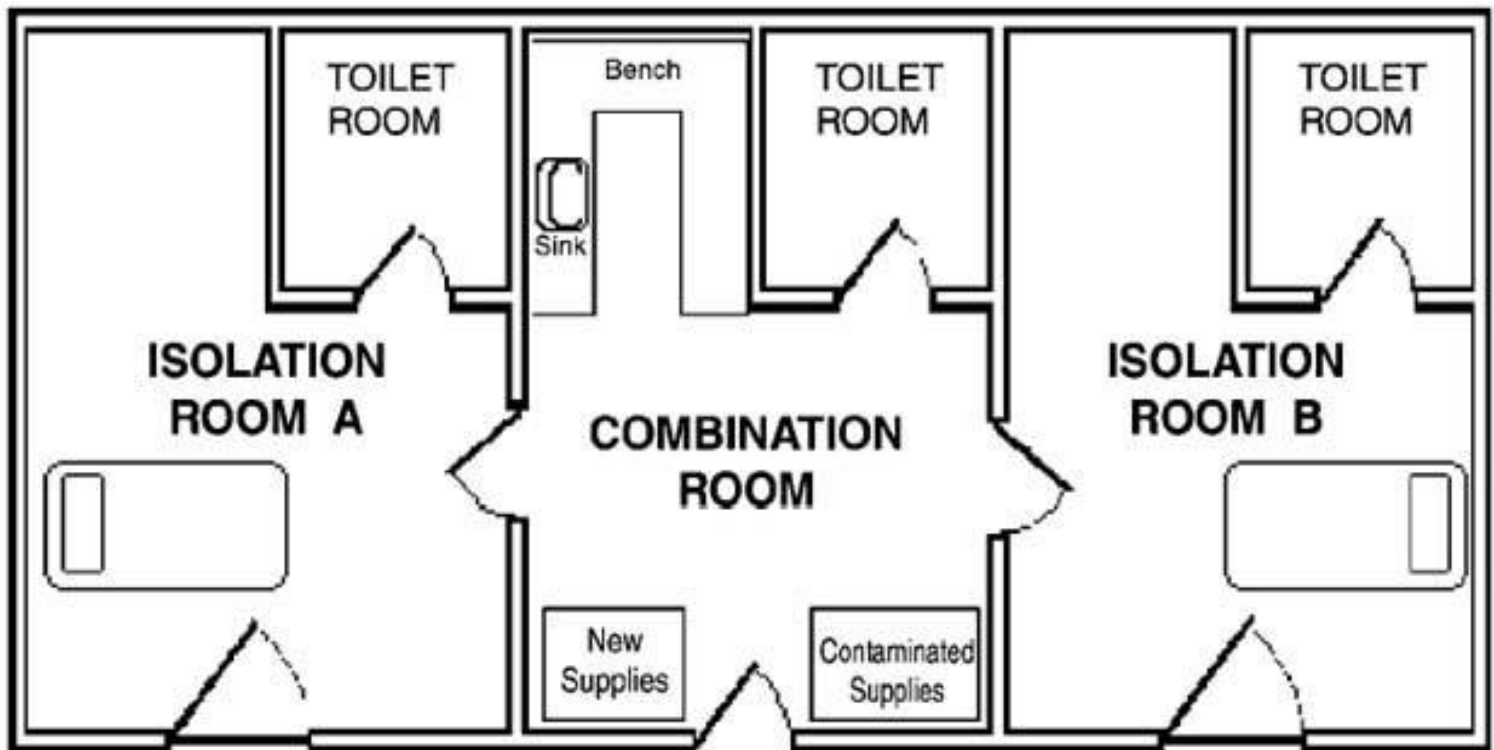 TOILET
ROOM
Bench
TOILET
ROOM
TOILET
ROOM
Sink
ISOLATION
ROOM A
COMBINATION
ROOM
ISOLATION
ROOM B
New
Supplies
Contaminated
Supplies